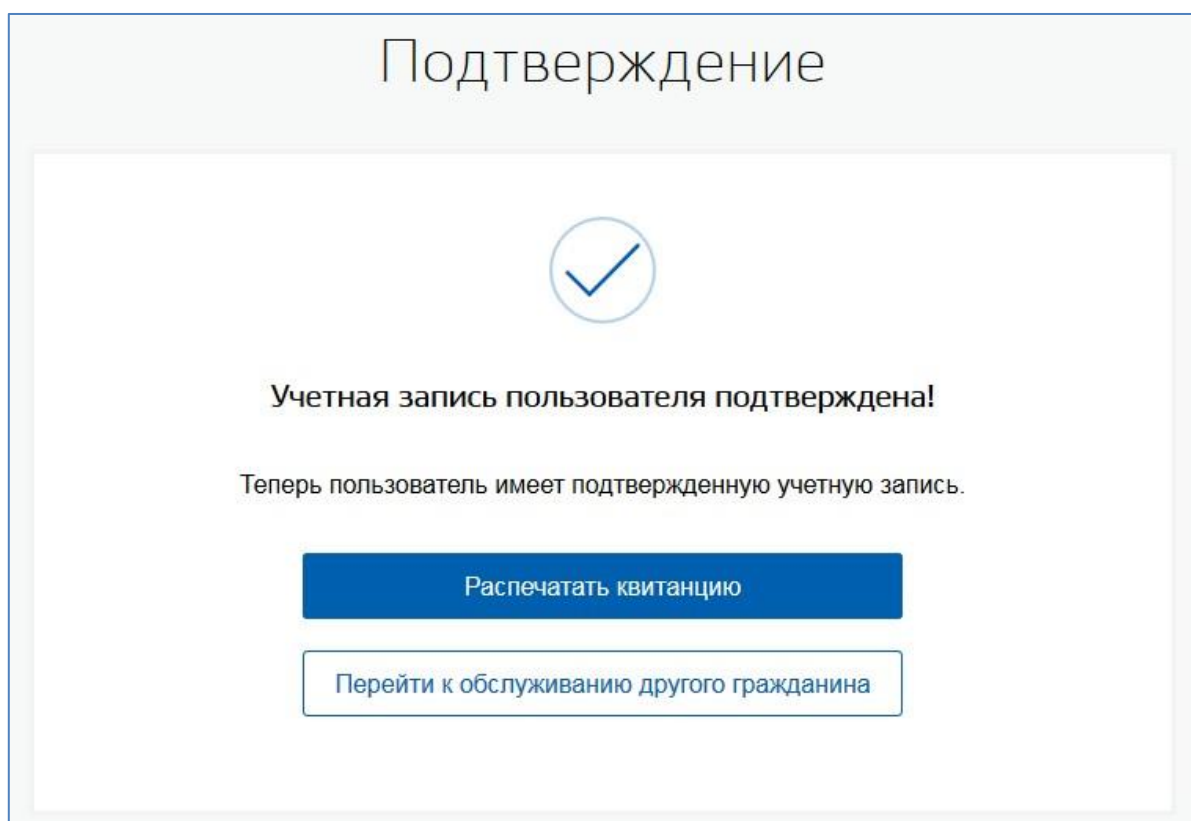 Подтверждение
Учетная запись пользователя подтверждена!
Теперь пользователь имеет подтвержденную учетную запись.
Распечатать квитанцию
Перейти к обслуживанию другого гражданина